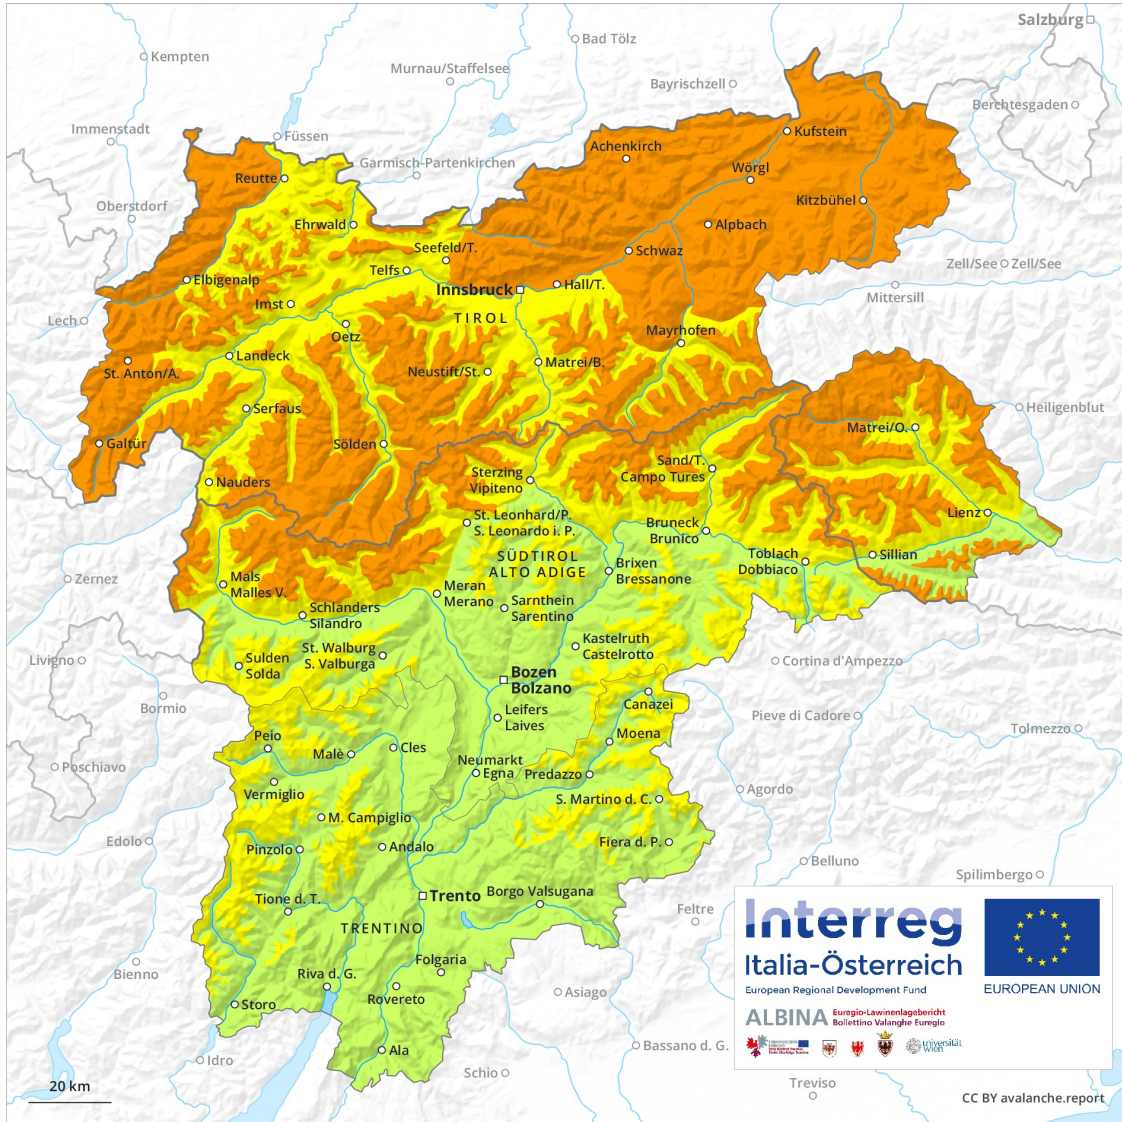 Salzburg
Bad Tölz
Kempten
Murnau/Staffelsee
Bayrischzell
Berchtesgaden
Immenstadt
Füssen
Kufstein
Achenkirch
Garmisch-Partenkirchen
Wörgl
Reutte
Oberstdorf
Kitzbühel
Ehrwald
Alpbach
Seefeld/T.
Schwaz
Telfs
Zell/See
Zell/See
Elbigenalp
Innsbruck
Hall/T.
Mittersill
Imst
TIROL
Lech
Oetz
Mayrhofen
Landeck
Matrei/B.
St. Anton/A.
Neustift/St.
Serfaus
Heiligenblut
Matrei/O.
Galtür
Sölden
Sand/T.
Campo Tures
Sterzing
Vipiteno
Nauders
Lienz
St. Leonhard/P.
S. Leonardo i. P.
Bruneck
Brunico
SÜDTIROL
ALTO ADIGE
Toblach
Dobbiaco
Sillian
Brixen
Bressanone
Zernez
Mals
Malles V.
Meran
Merano
Sarnthein
Sarentino
Schlanders
Silandro
Kastelruth
Castelrotto
St. Walburg
S. Valburga
Livigno
Sulden
Solda
Cortina d'Ampezzo
Bozen
Bolzano
Bormio
Canazei
Leifers
Laives
Pieve di Cadore
Tolmezzo
Peio
Moena
Malè
Cles
Poschiavo
Neumarkt
Egna
Predazzo
Vermiglio
Agordo
S. Martino d. C.
M. Campiglio
Edolo
Pinzolo
Andalo
Fiera d. P.
Belluno
Spilimbergo
Trento
Borgo Valsugana
Tione d. T.
Feltre
TRENTINO
Folgaria
Bienno
Riva d. G.
Rovereto
Asiago
Storo
Ala
Bassano d. G.
Idro
Schio
Treviso
20 km
Interreg
Italia-Österreich
European Regional Development Fund
EUROPEAN UNION
ALBINA
Euregio-Lawinenlagebericht
Bollettino Valanghe Euregio
universität
wien
CC BY avalanche.report